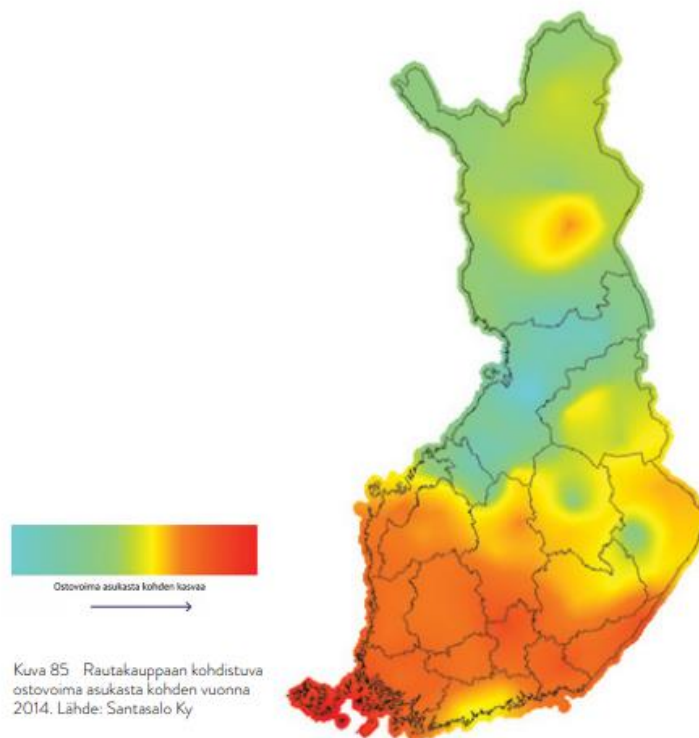 Ostovoima asukasta kohden kasvaa
Kuva 85 Rautakauppaan kohdistuva
ostovoima asukasta kohden vuonna
2014. Lähde: Santasalo Ky